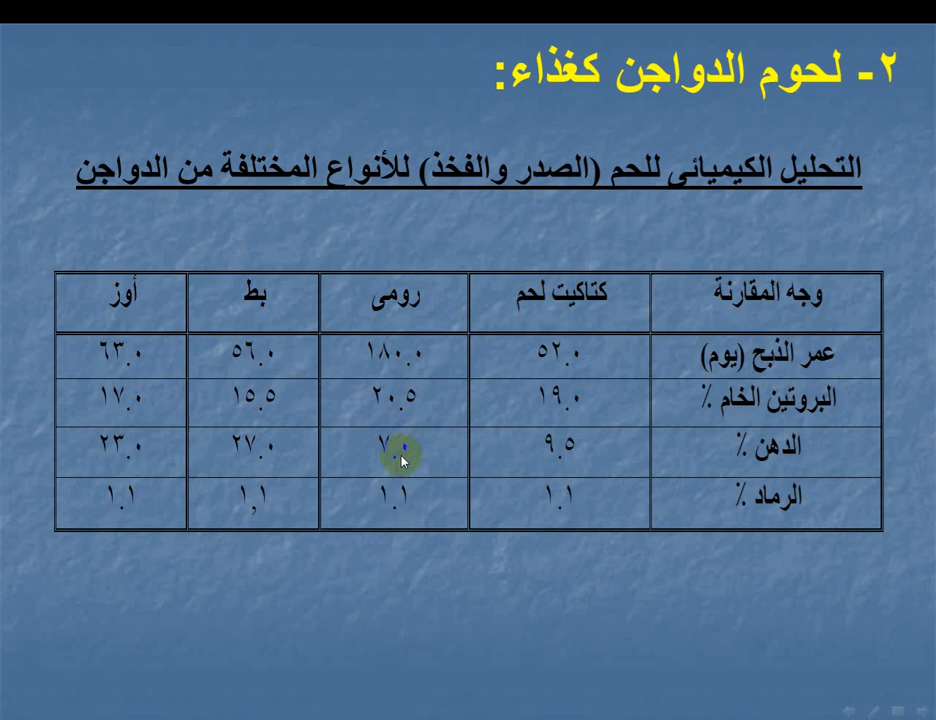 ٢- لحوم الدواجن كغذاء:
التحليل الكيميائى للحم (الصدر والفخذ) للأنواع المختلفة من الدواجن
وجه المقارنة كتاكيت لحم رومى بط أوز
عمر الذبح (يوم) ٥٢.٠ ١٨٠.٠ ٥٦.٠ ٦٣.٠
البروتين الخام ٪ ١٩.٠ ٢٠.٥ ١٥.٥ ١٧.٠
الدهن ٪ ٩.٥ ٧.٠ ٢٧.٠ ٢٣.٠
الرماد ٪ ١.١ ١.١ ١,١ ١.١